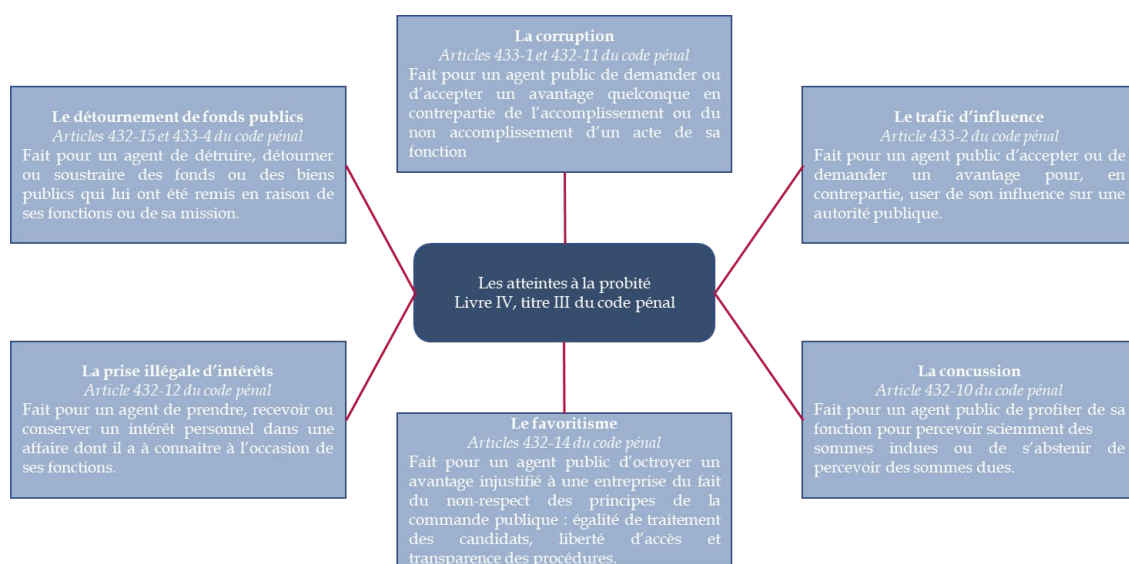 La corruption
Articles 433-1 et 432-11 du code pénal
Fait pour un agent public de demander ou
d'accepter un avantage quelconque en
contrepartie de l'accomplissement ou du
non accomplissement d'un acte de sa
fonction
Le détournement de fonds publics
Articles 432-15 et 433-4 du code pénal
Fait pour un agent de détruire, détourner
ou soustraire des fonds ou des biens
publics qui lui ont été remis en raison de
ses fonctions ou de sa mission.
Le trafic d'influence
Article 433-2 du code pénal
Fait pour un agent public d'accepter ou de
demander un avantage pour, en
contrepartie, user de son influence sur une
autorité publique.
Les atteintes à la probité
Livre IV, titre III du code pénal
La prise illégale d'intérêts
Article 432-12 du code pénal
Fait pour un agent de prendre, recevoir ou
conserver un intérêt personnel dans une
affaire dont il a à connaitre à l'occasion de
ses fonctions.
Le favoritisme
Articles 432-14 du code pénal
Fait pour un agent public d'octroyer un
avantage injustifié à une entreprise du fait
du non-respect des principes de la
commande publique : égalité de traitement
des candidats, liberté d'accès et
transparence des procédures.
La concussion
Article 432-10 du code pénal
Fait pour un agent public de profiter de sa
fonction pour percevoir sciemment des
sommes indues ou de s'abstenir de
percevoir des sommes dues.